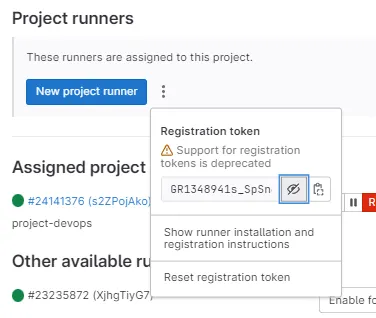 Project runners
These runners are assigned to this project.
New project runner
Registration token
Support for registration
tokens is deprecated
GR1348941s_SpSn
Show runner installation and
registration instructions
Reset registration token
Assigned project
#24141376 (s2ZPojAko)
R
project-devops
Other available ru
#23235872 (XjhgTiyG7)
Enable fo